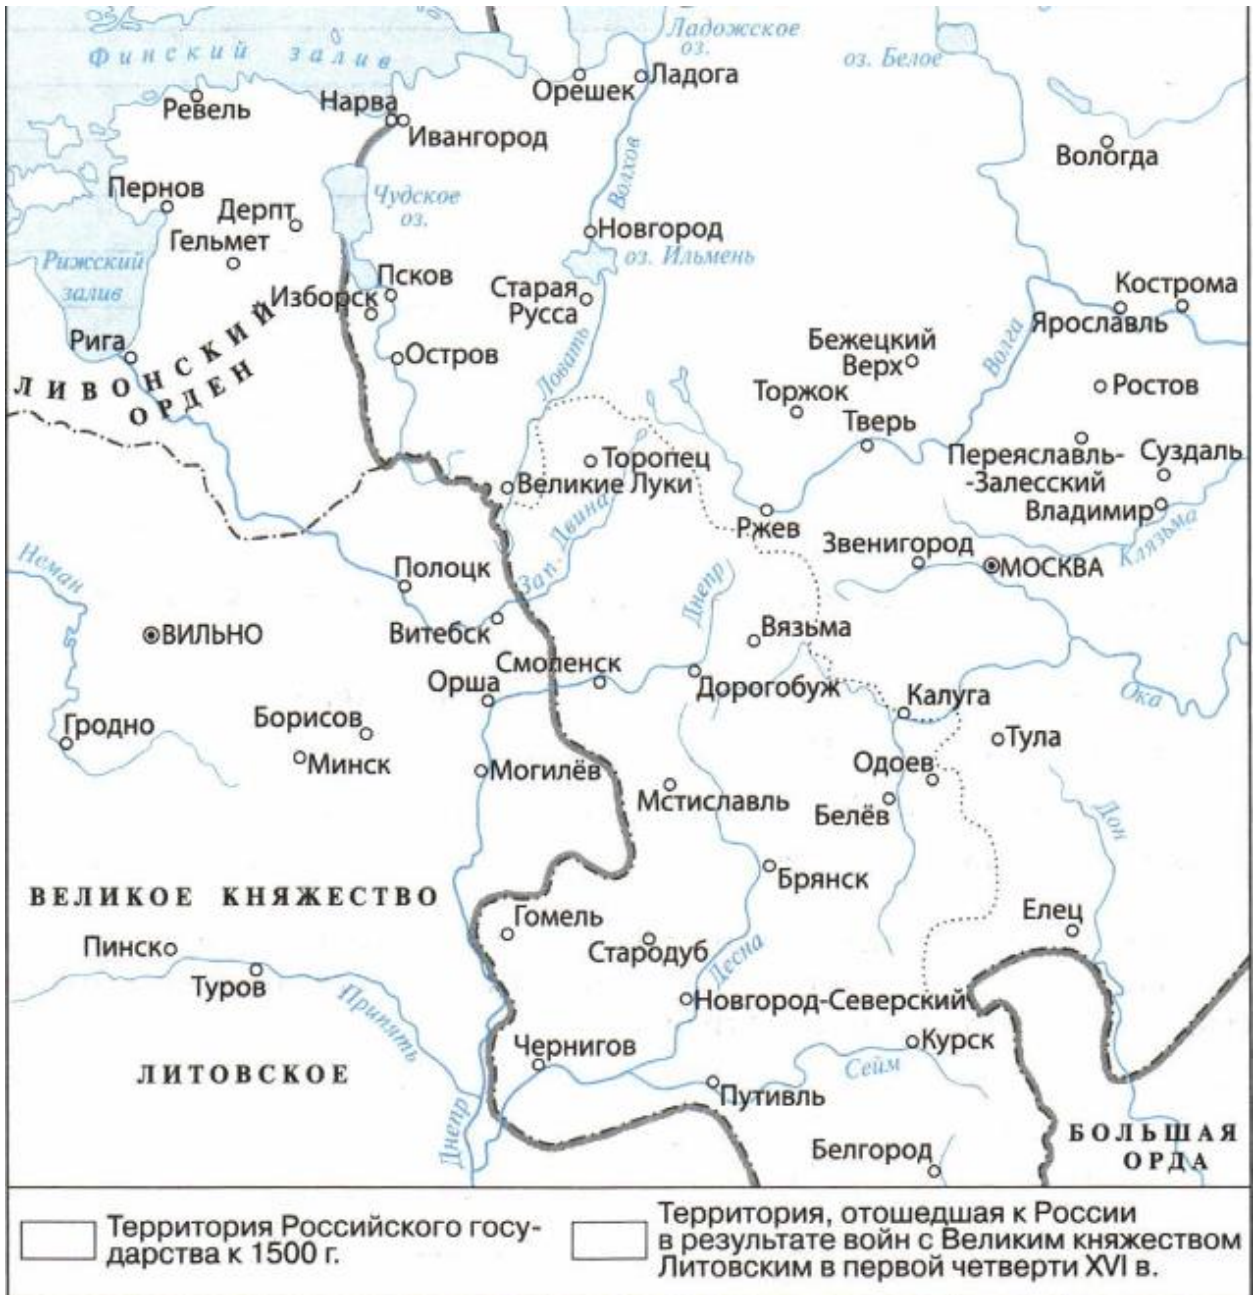 Финский залив
Ладожское
оз.
оз. Белое
Ревель
Нарва
Ивангород
Орешек
Ладога
Вологда
Волхов
Пернов
Дерпт
Гельмет
Чудское
оз.
Новгород
оз. Ильмень
Рижский
залив
Псков
Изборск
Старая
Русса
Кострома
Ярославль
Рига
Остров
Ловать
Бежецкий
Верх
Волга
ЛИВОНСКИЙ
ОРДЕН
Торжок
Ростов
Тверь
Торопец
Великие Луки
Переяславль-
-Залесский
Суздаль
Владимир
Ржев
Зап. Двина
Звенигород
МОСКВА
Клязьма
Неман
Полоцк
Днепр
ВИЛЬНО
Витебск
Вязьма
Смоленск
Орша
Дорогобуж
Калуга
Ока
Гродно
Борисов
Минск
Могилёв
Тула
Одоев
Мстиславль
Белёв
Дон
Брянск
ВЕЛИКОЕ КНЯЖЕСТВО
Гомель
Елец
Пинск
Стародуб
Туров
Десна
Припять
Новгород-Северский
Чернигов
Курск
ЛИТОВСКОЕ
Сейм
Путивль
Днепр
БОЛЬШАЯ
ОРДА
Белгород
Территория Российского госу-
дарства к 1500 г.
Территория, отошедшая к России
в результате войн с Великим княжеством
Литовским в первой четверти XVI в.